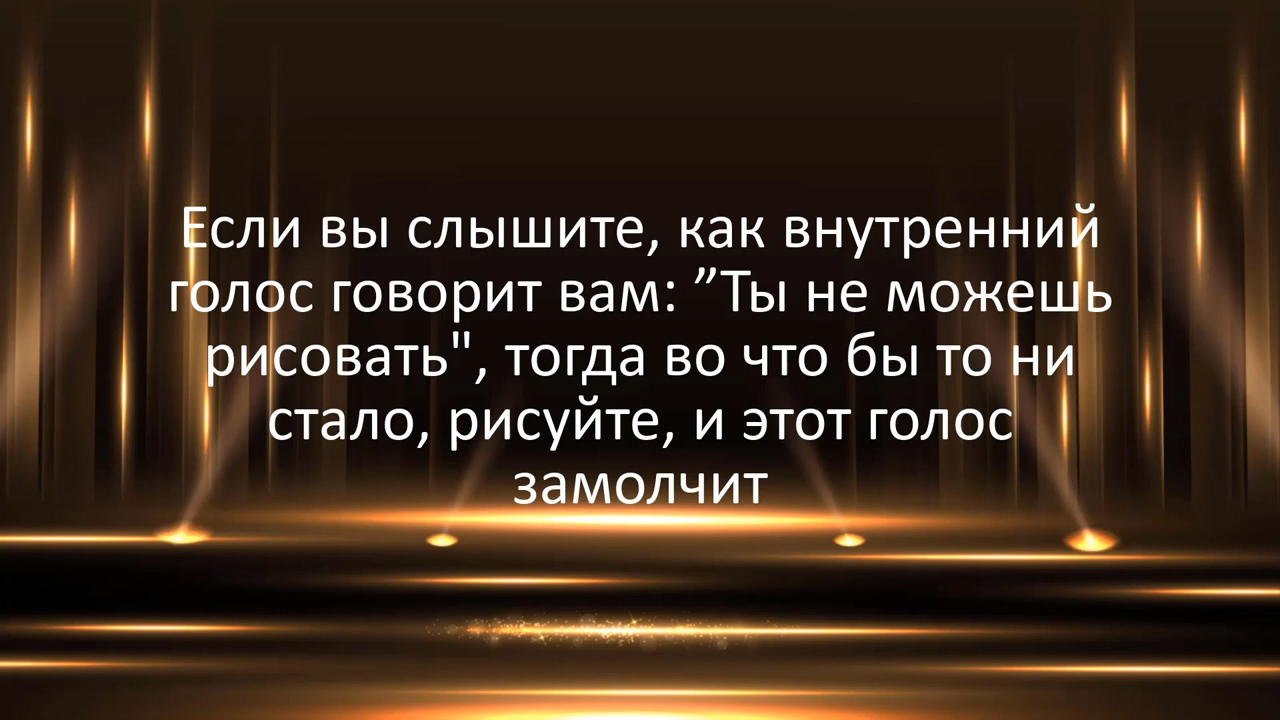 Если вы слышите, как внутренний
голос говорит вам: ”Ты не можешь
рисовать", тогда во что бы то ни
стало, рисуйте, и этот голос
замолчит